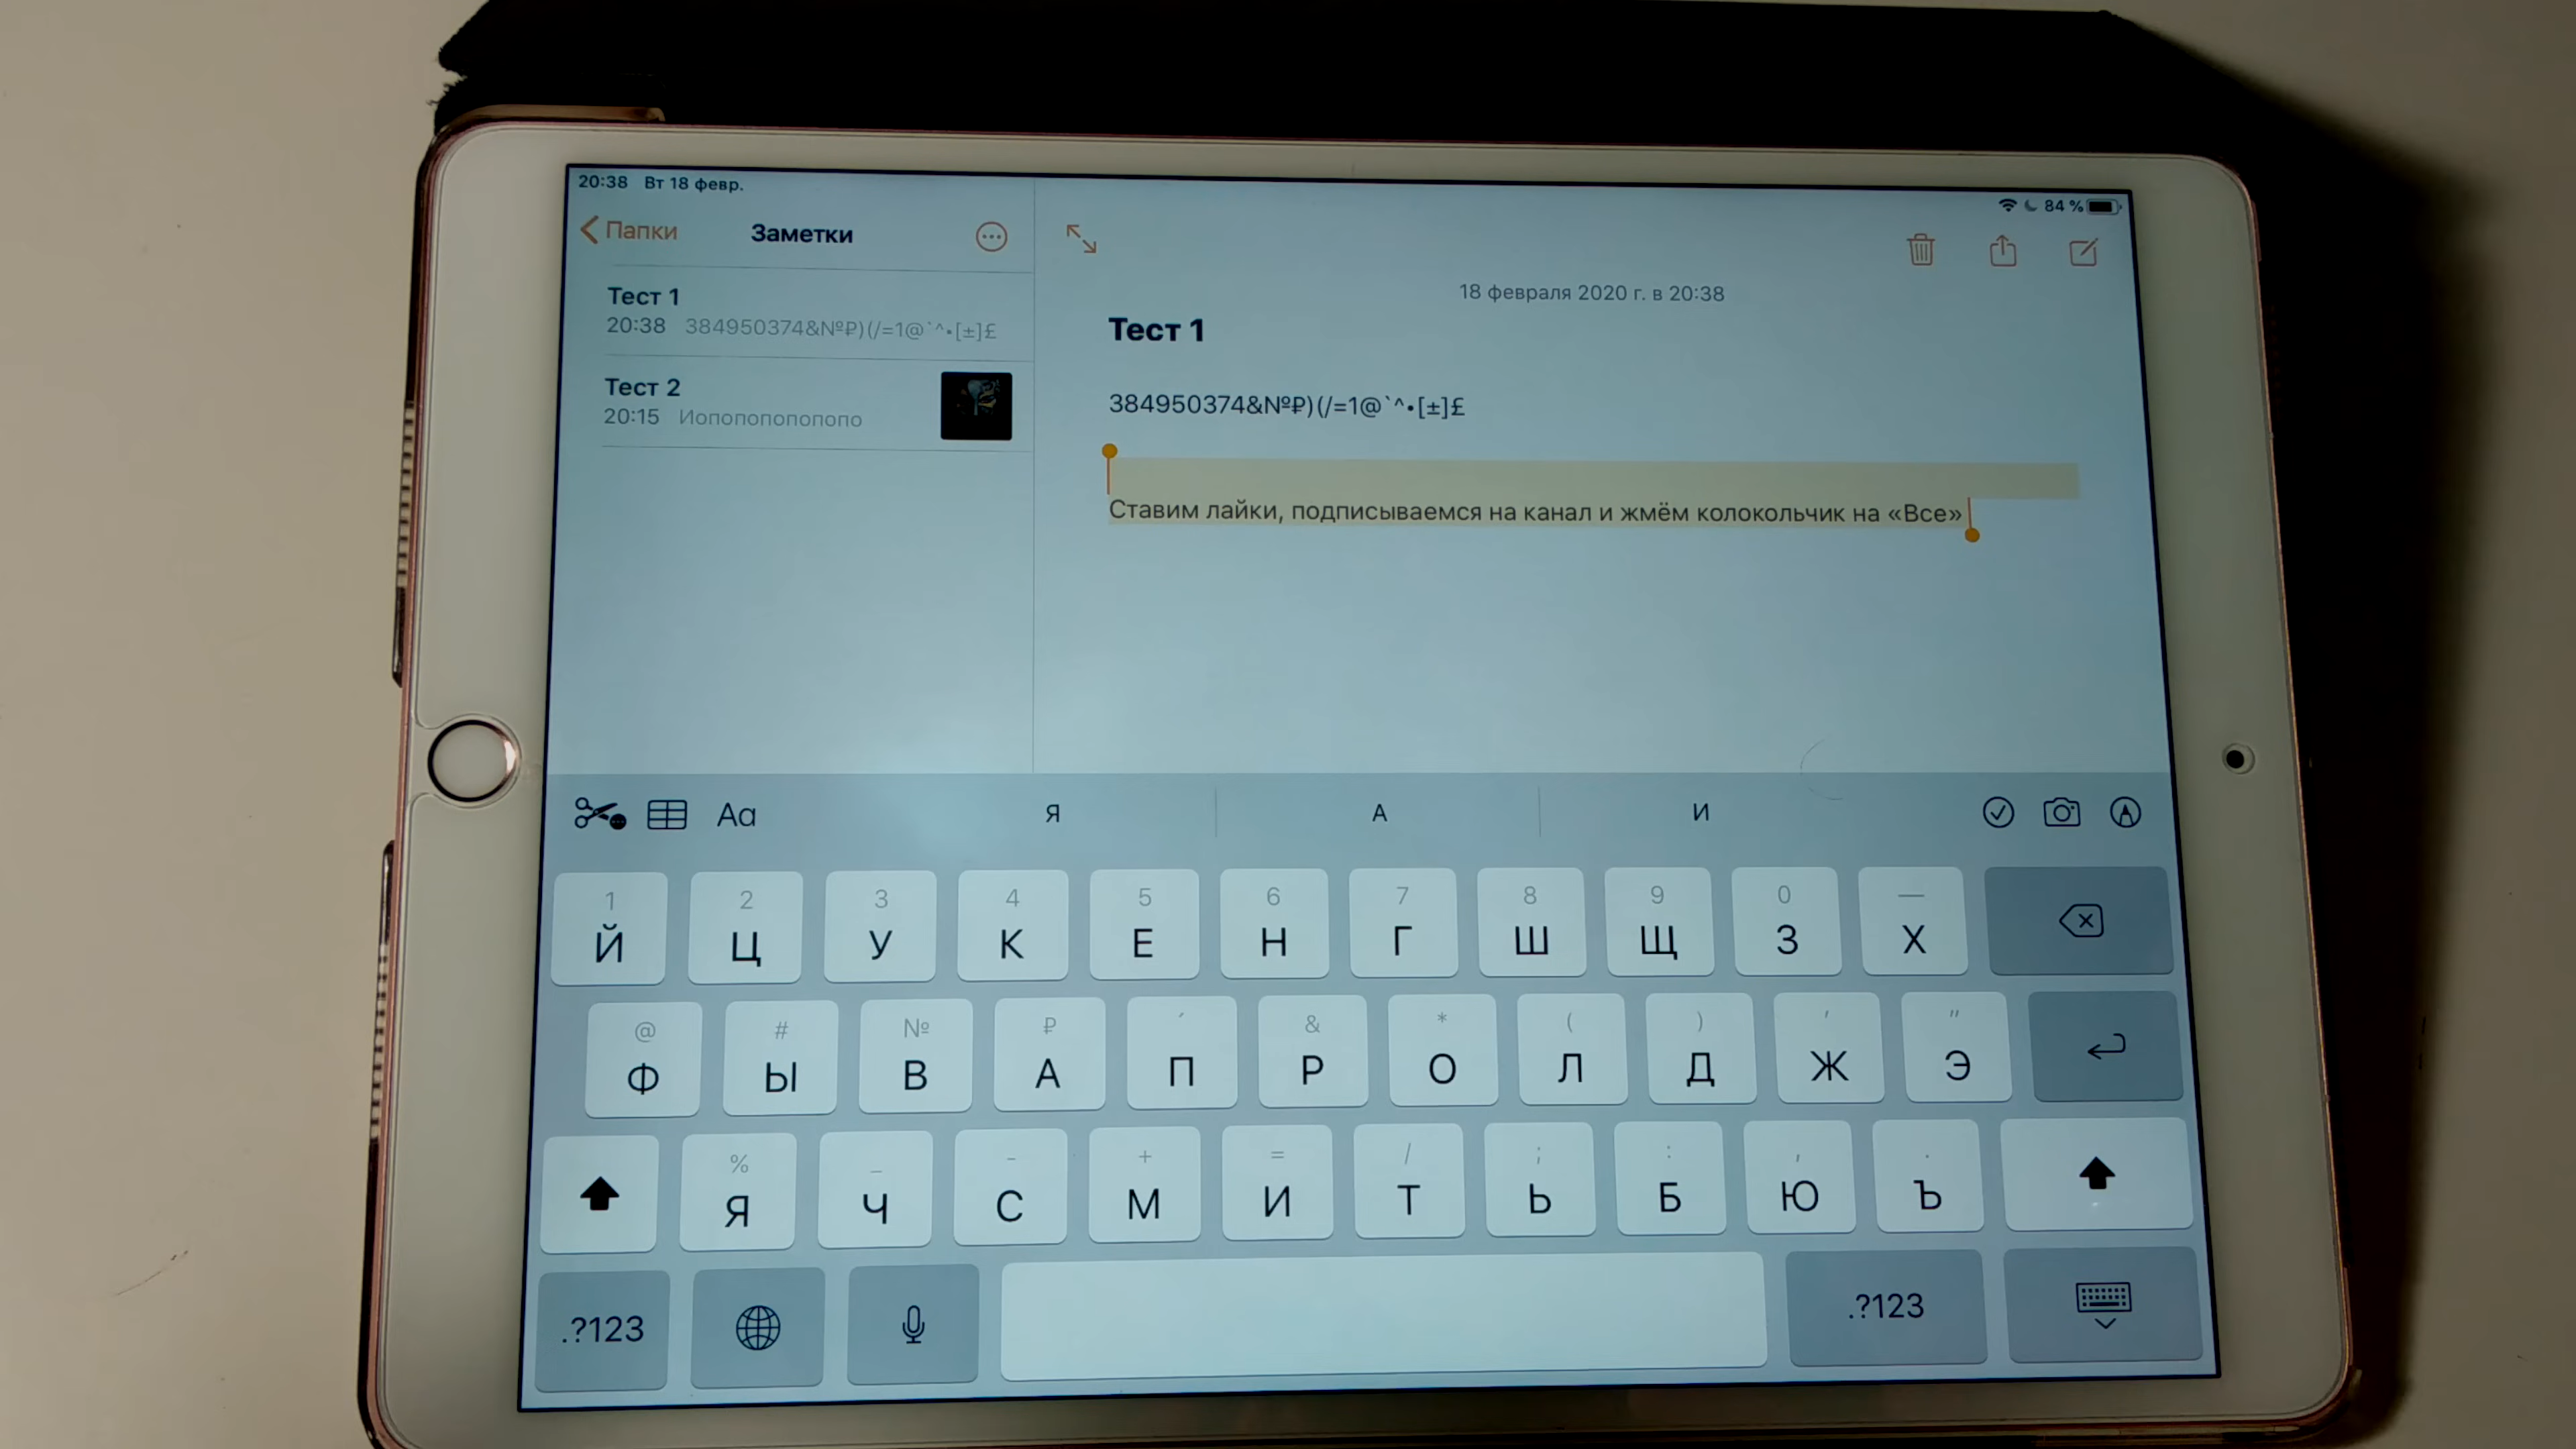 20:38 Вт 18 февр.
84 %
Папки
Заметки
Тест 1
20:38 384950374&№₽)(/=1@`^•[±]£
Тест 2
20:15 Иопопопопопопо
18 февраля 2020 г. в 20:38
Тест 1
384950374&№₽)(/=1@`^•[±]£
Ставим лайки, подписываемся на канал и жмём колокольчик на «Все»
Aa
Я А И
1 2 3 4 5 6 7 8 9 0 —
Й Ц У К Е Н Г Ш Щ З Х
@ # № ₽ ′ & * ( ) ' "
Ф Ы В А П Р О Л Д Ж Э
% _ - + = / ; : , .
Я Ч С М И Т Ь Б Ю Ъ
.?123 .?123